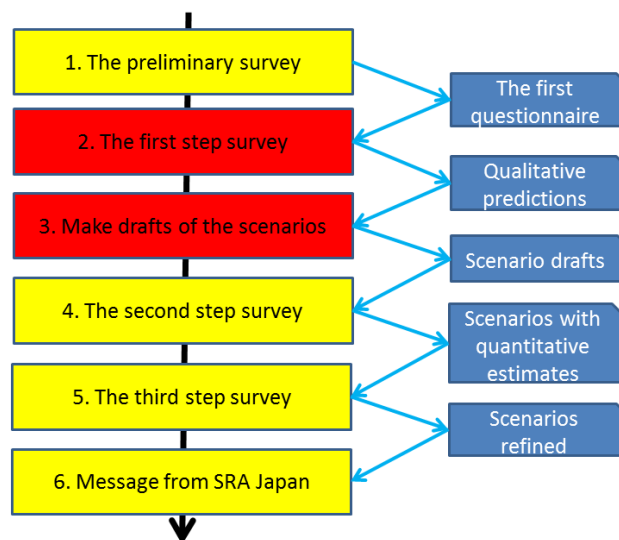 1. The preliminary survey
The first
questionnaire
2. The first step survey
Qualitative
predictions
3. Make drafts of the scenarios
Scenario drafts
4. The second step survey
Scenarios with
quantitative
estimates
5. The third step survey
Scenarios
refined
6. Message from SRA Japan